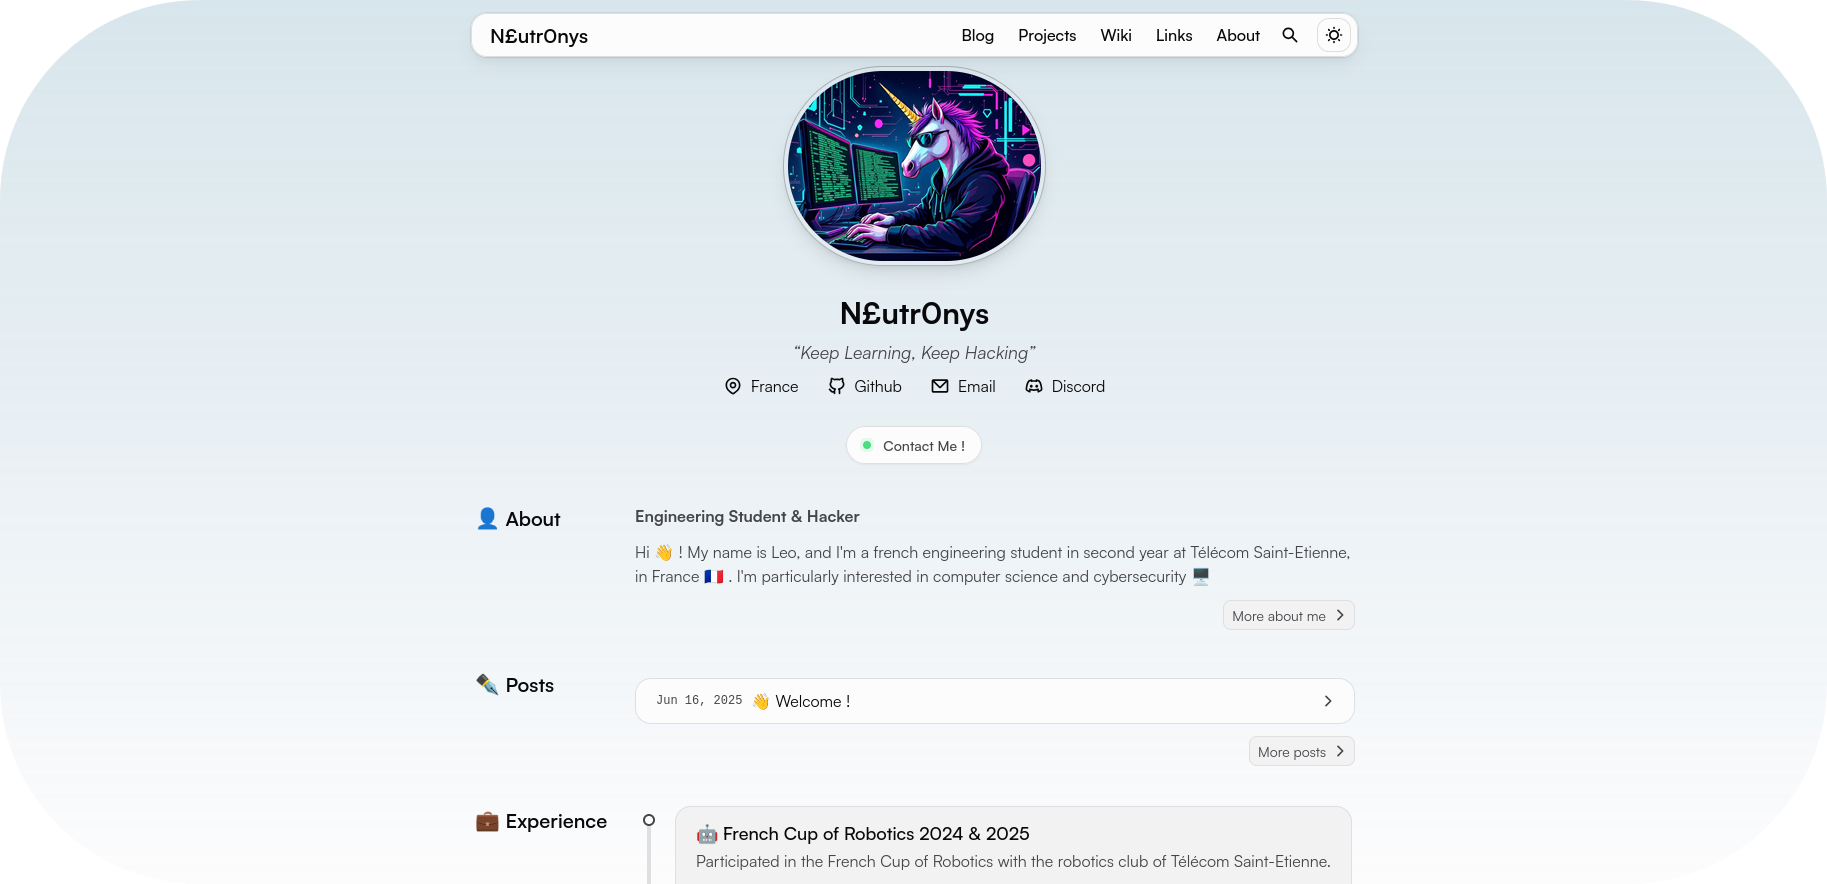 N£utr0nys
Blog Projects Wiki Links About
N£utr0nys
“Keep Learning, Keep Hacking”
France Github Email Discord
Contact Me !
👤 About
Engineering Student & Hacker
Hi 👋 ! My name is Leo, and I'm a french engineering student in second year at Télécom Saint-Etienne,
in France 🇫🇷 . I'm particularly interested in computer science and cybersecurity 🖥️
More about me
✒️ Posts
Jun 16, 2025 👋 Welcome !
More posts
💼 Experience
🤖 French Cup of Robotics 2024 & 2025
Participated in the French Cup of Robotics with the robotics club of Télécom Saint-Etienne.